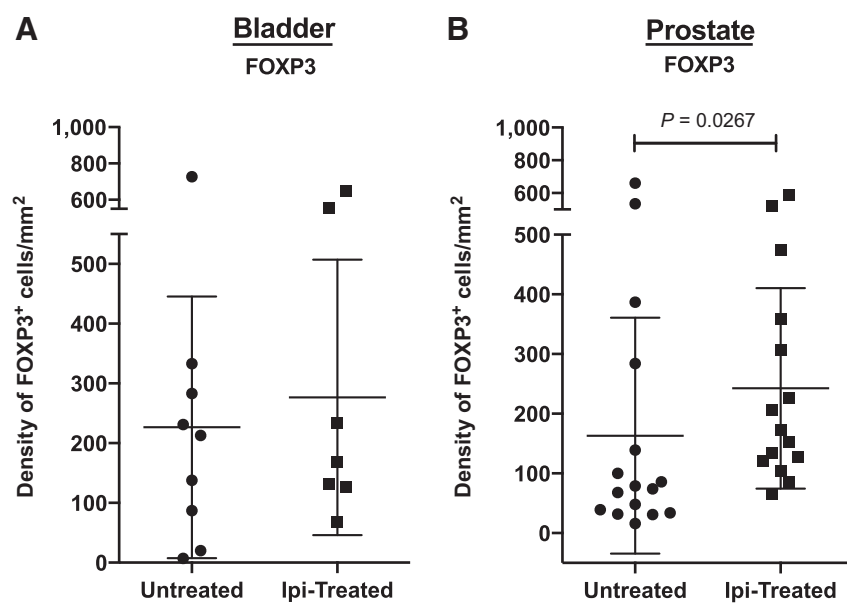 A
Bladder
FOXP3
Density of FOXP3⁺ cells/mm²
1,000
800
600
500
400
300
200
100
0
Untreated
Ipi-Treated
B
Prostate
FOXP3
P = 0.0267
Density of FOXP3⁺ cells/mm²
1,000
800
600
500
400
300
200
100
0
Untreated
Ipi-Treated